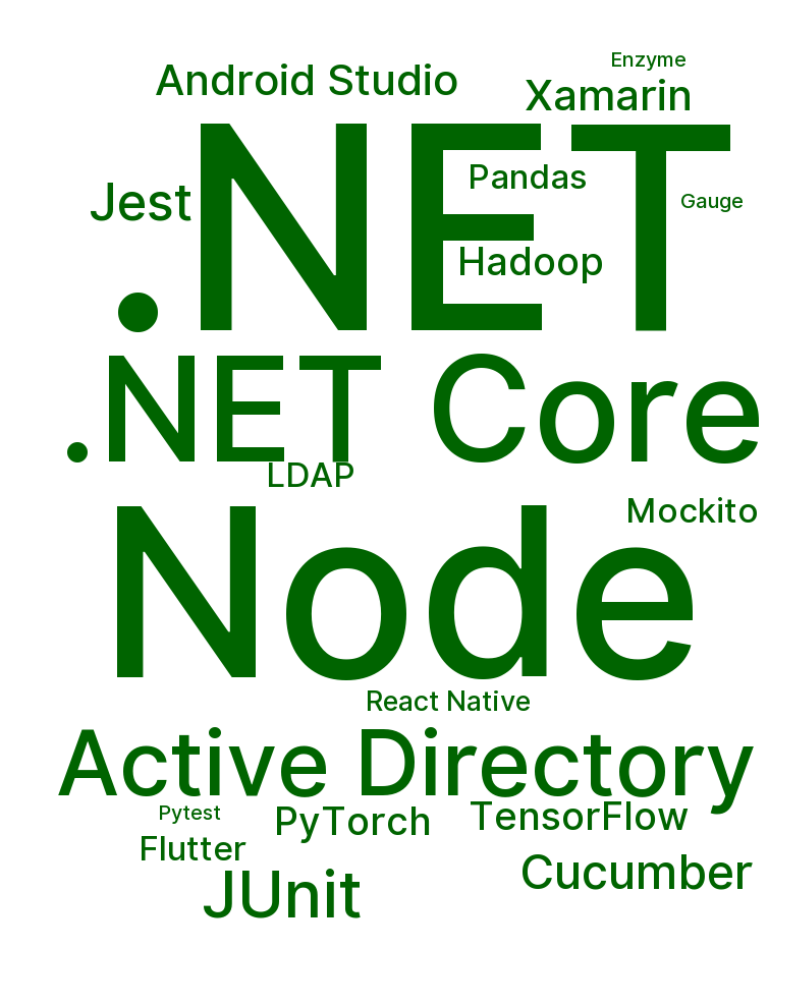 Enzyme
Android Studio
Xamarin
.NET
Pandas
Jest
Gauge
Hadoop
.NET Core
LDAP
Mockito
Node
React Native
Active Directory
Pytest
PyTorch
TensorFlow
Flutter
Cucumber
JUnit